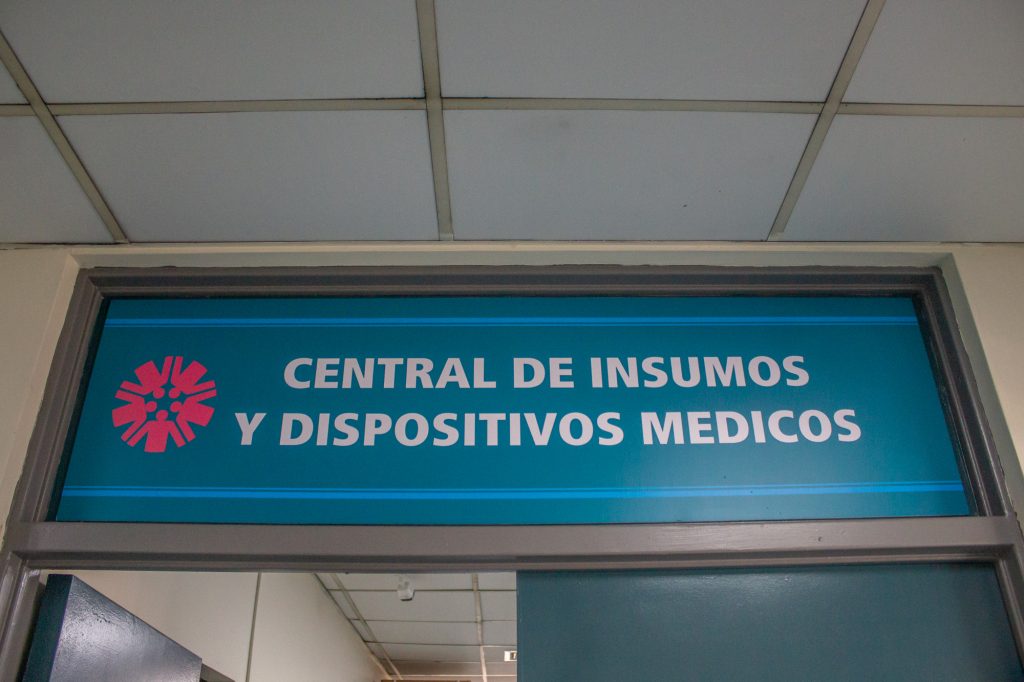 CENTRAL DE INSUMOS
Y DISPOSITIVOS MEDICOS